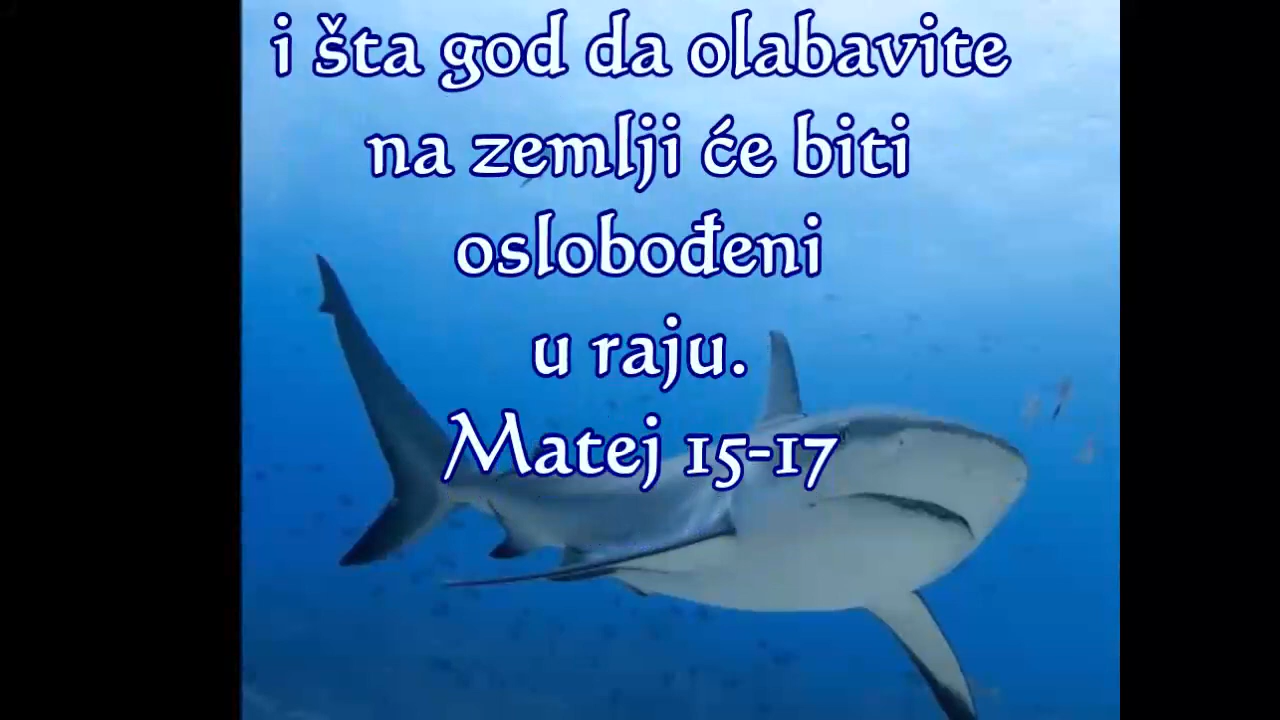 i šta god da olabavite
na zemlji će biti
oslobođeni
u raju.
Matej 15-17